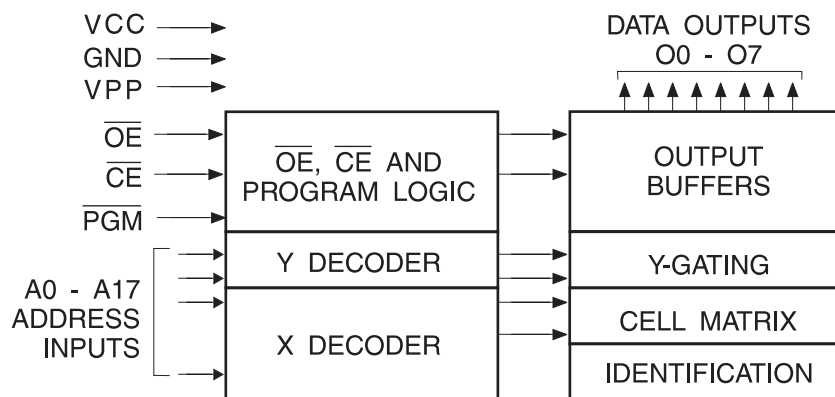 VCC
GND
VPP
OE
CE
PGM
A0 - A17
ADDRESS
INPUTS
OE, CE AND
PROGRAM LOGIC
Y DECODER
X DECODER
DATA OUTPUTS
O0 - O7
OUTPUT
BUFFERS
Y-GATING
CELL MATRIX
IDENTIFICATION